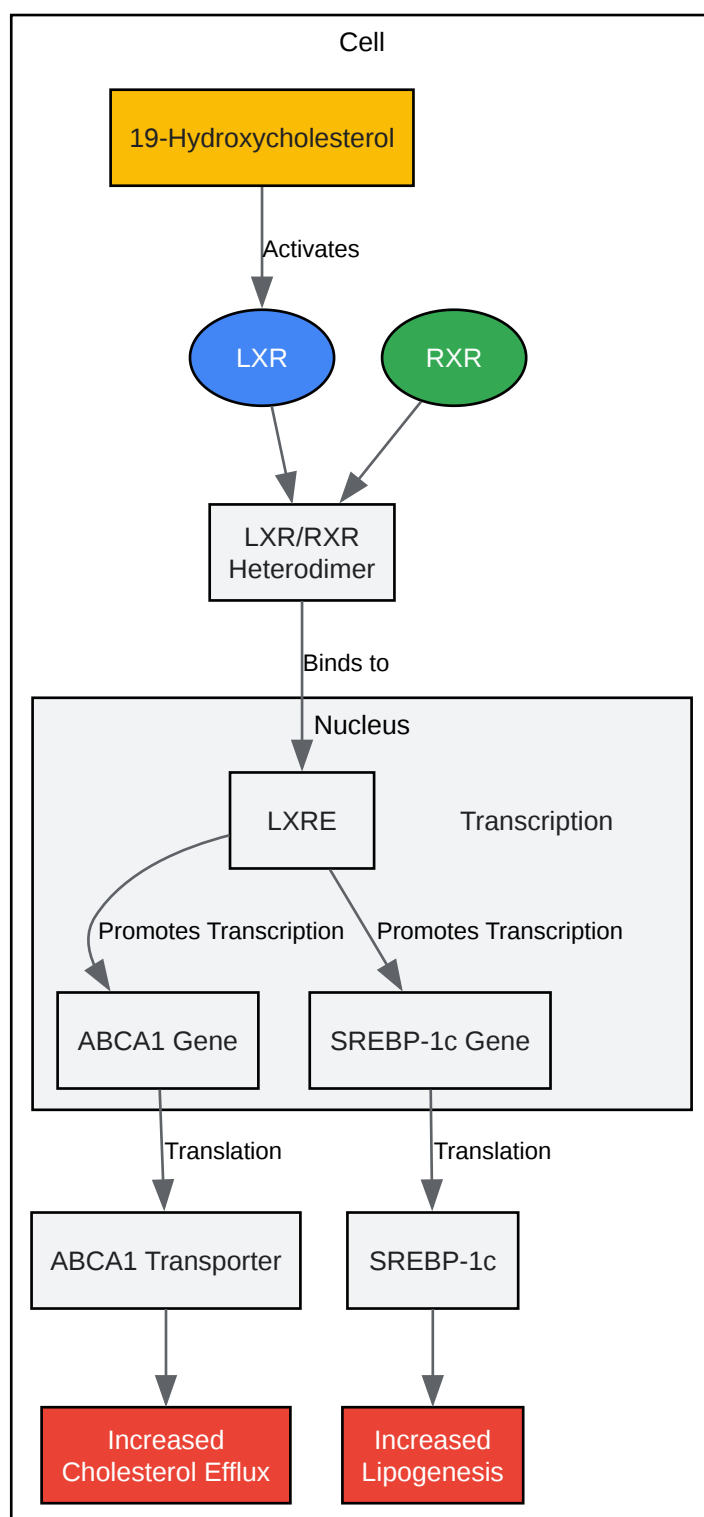 Cell
19-Hydroxycholesterol
Activates
LXR
RXR
LXR/RXR
Heterodimer
Binds to
Nucleus
LXRE
Transcription
Promotes Transcription
Promotes Transcription
ABCA1 Gene
SREBP-1c Gene
Translation
Translation
ABCA1 Transporter
SREBP-1c
Increased
Cholesterol Efflux
Increased
Lipogenesis